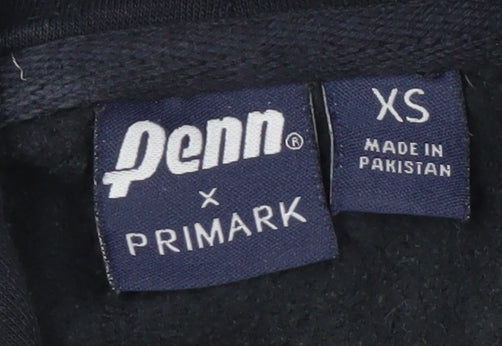 Penn®
x
PRIMARK
XS
MADE IN
PAKISTAN